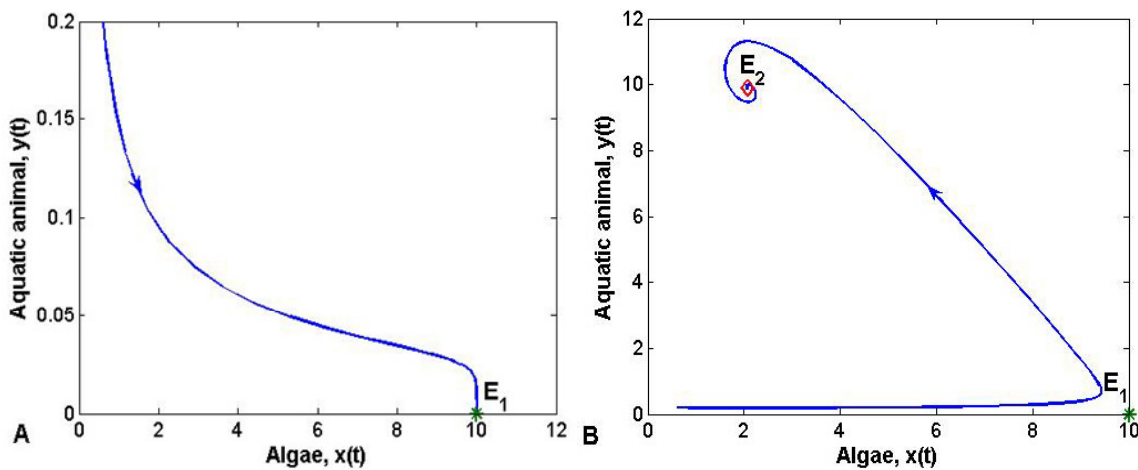 0.2
0.15
0.1
0.05
0
Aquatic animal, y(t)
0 2 4 6 8 10 12
Algae, x(t)
E1
A
12
10
8
6
4
2
0
Aquatic animal, y(t)
0 2 4 6 8 10
Algae, x(t)
E2
E1
B